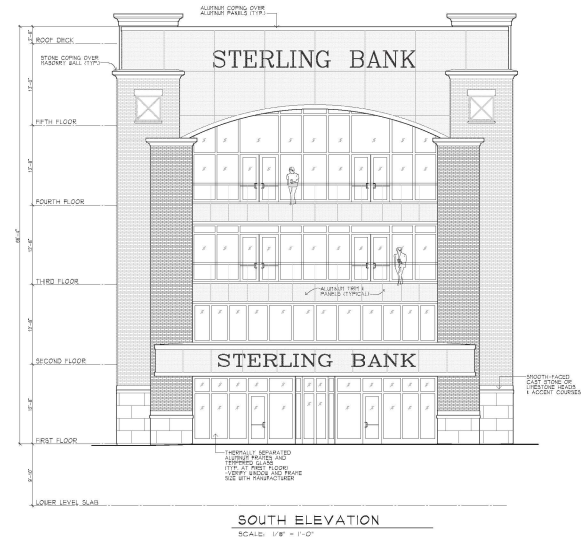 ALUMINUM COPING OVER
ALUMINUM PANELS (TYP.)
ROOF DECK
STONE COPING OVER
MASONRY WALL (TYP.)
STERLING BANK
FIFTH FLOOR
FOURTH FLOOR
THIRD FLOOR
ALUMINUM TRIM &
PANELS (TYPICAL)
SECOND FLOOR
STERLING BANK
SMOOTH-FACED
CAST STONE OR
LIMESTONE HEADS
& ACCENT COURSES
FIRST FLOOR
THERMALLY SEPARATED
ALUMINUM FRAMES AND
TEMPERED GLASS
(TYP. AT FIRST FLOOR)
-VERIFY WINDOW AND FRAME
SIZE WITH MANUFACTURER
LOWER LEVEL SLAB
SOUTH ELEVATION
SCALE: 1/8" = 1'-0"